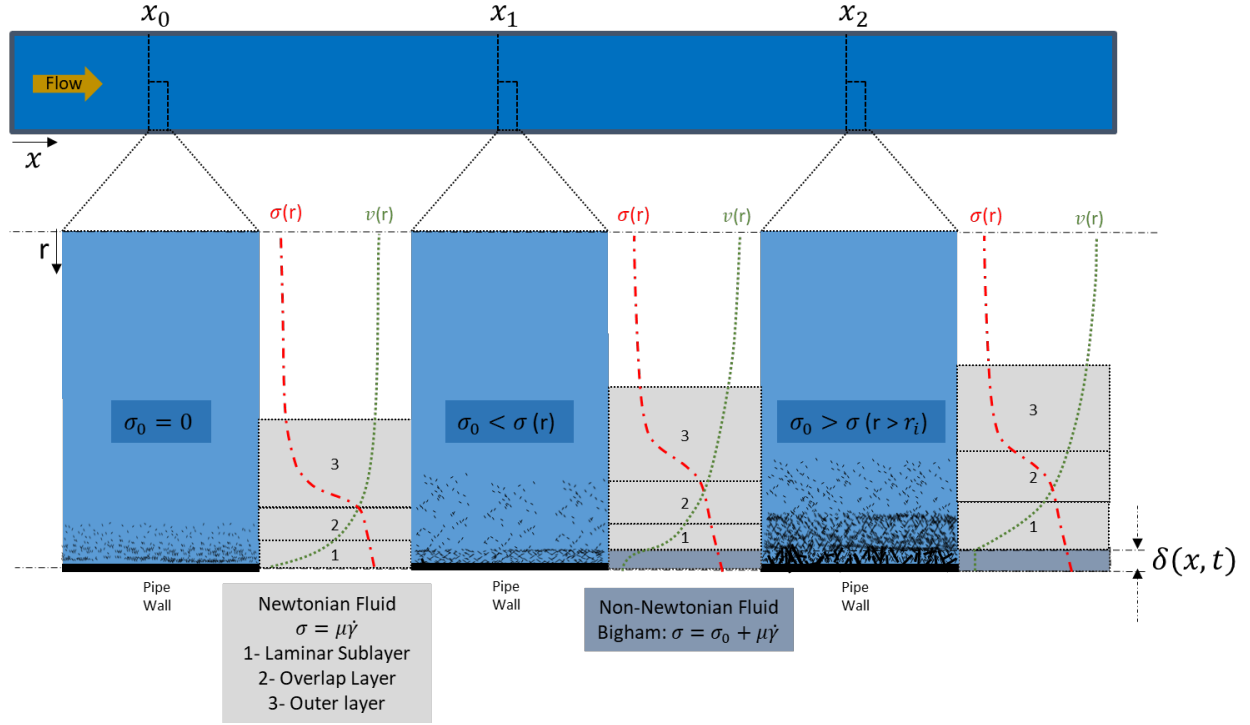 x₀ x₁ x₂
Flow
x
σ(r) v(r) σ(r) v(r) σ(r) v(r)
r
σ₀ = 0
3
2
1
σ₀ < σ (r)
3
2
1
σ₀ > σ (r > rᵢ)
3
2
1
δ(x, t)
Pipe
Wall
Pipe
Wall
Pipe
Wall
Newtonian Fluid
σ = μγ̇
1- Laminar Sublayer
2- Overlap Layer
3- Outer layer
Non-Newtonian Fluid
Bigham: σ = σ₀ + μγ̇